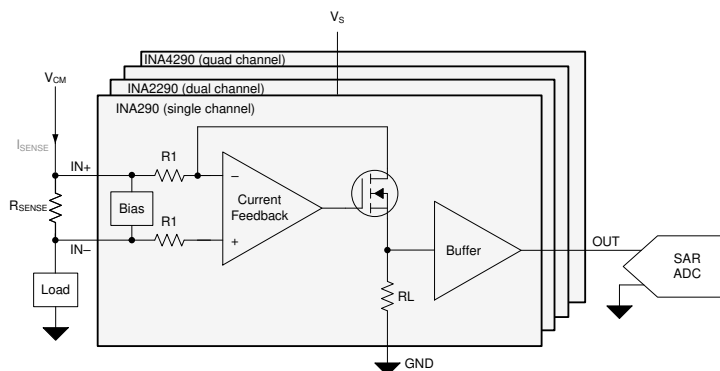 VS
INA4290 (quad channel)
INA2290 (dual channel)
INA290 (single channel)
VCM
ISENSE
IN+
R1
RSENSE
Bias
−
Current
Feedback
+
Buffer
OUT
SAR
ADC
IN−
R1
Load
RL
GND